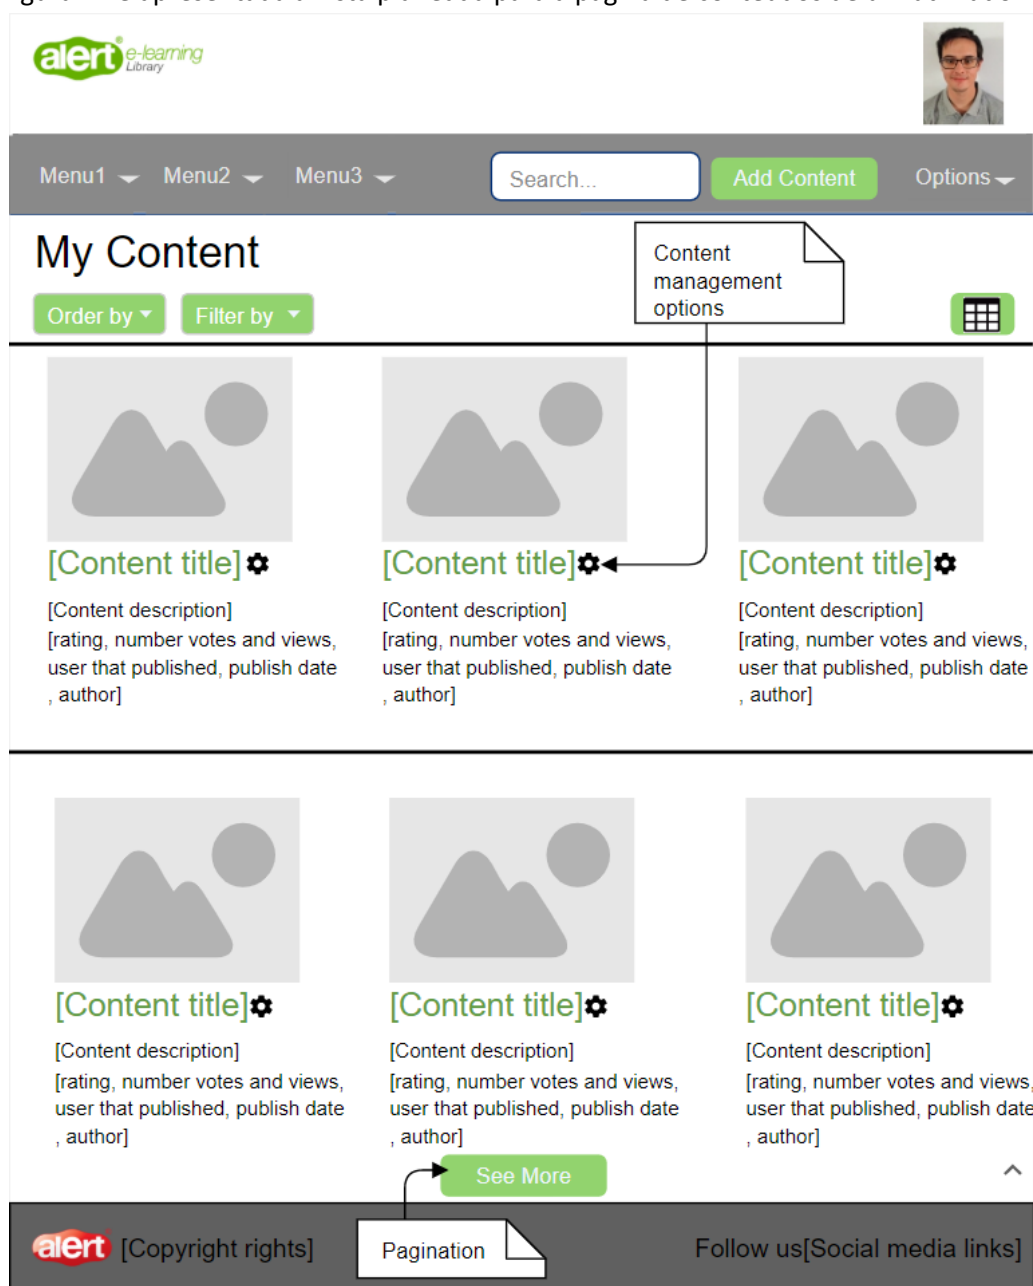 alert® e-learning
Library
Menu1 Menu2 Menu3 Search... Add Content Options
My Content
Content
management
options
Order by Filter by
[Content title] [Content title] [Content title]
[Content description] [Content description] [Content description]
[rating, number votes and views, [rating, number votes and views, [rating, number votes and views,
user that published, publish date user that published, publish date user that published, publish date
, author] , author] , author]
[Content title] [Content title] [Content title]
[Content description] [Content description] [Content description]
[rating, number votes and views, [rating, number votes and views, [rating, number votes and views,
user that published, publish date user that published, publish date user that published, publish date
, author] , author] , author]
See More
alert [Copyright rights] Pagination Follow us[Social media links]